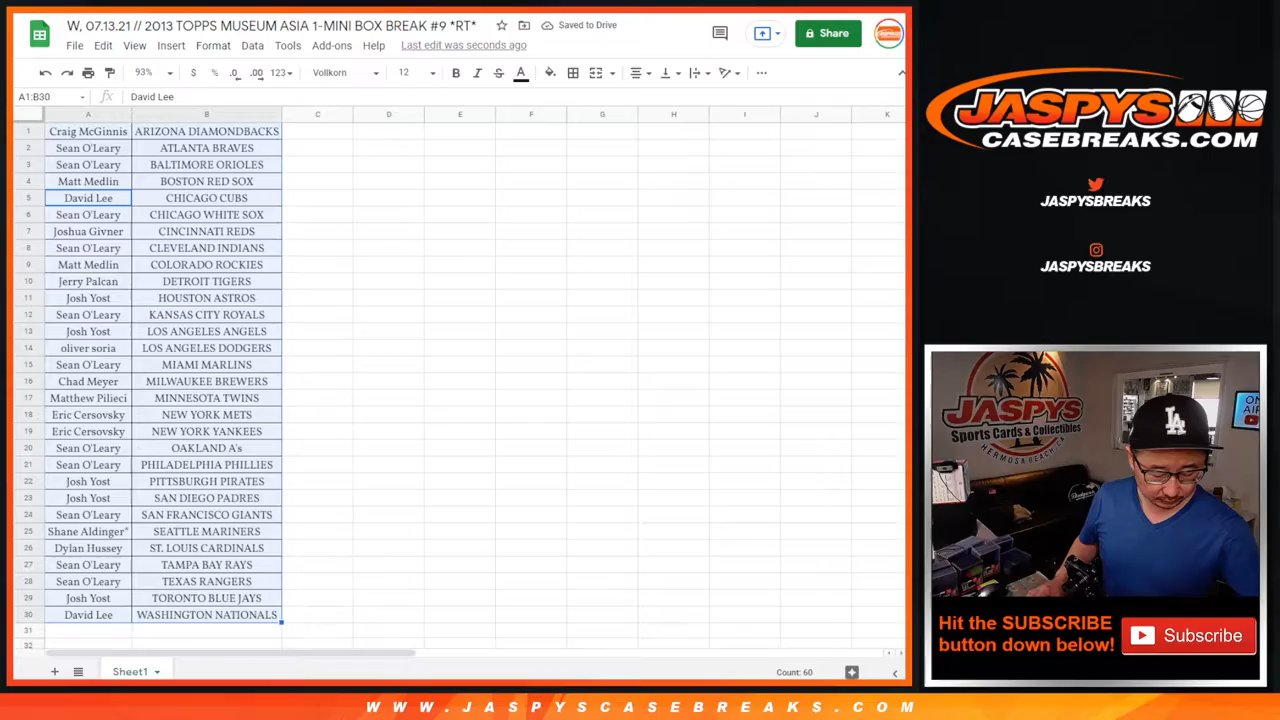 W, 07.13.21 // 2013 TOPPS MUSEUM ASIA 1-MINI BOX BREAK #9 *RT*
Saved to Drive
Share
File Edit View Insert Format Data Tools Add-ons Help Last edit was seconds ago
93% $ % .0 .00 123 Vollkorn 12 B I S A
A1:B30 fx David Lee
A B C D E F G H I J K
1 Craig McGinnis ARIZONA DIAMONDBACKS
2 Sean O'Leary ATLANTA BRAVES
3 Sean O'Leary BALTIMORE ORIOLES
4 Matt Medlin BOSTON RED SOX
5 David Lee CHICAGO CUBS
6 Sean O'Leary CHICAGO WHITE SOX
7 Joshua Givner CINCINNATI REDS
8 Sean O'Leary CLEVELAND INDIANS
9 Matt Medlin COLORADO ROCKIES
10 Jerry Palcan DETROIT TIGERS
11 Josh Yost HOUSTON ASTROS
12 Sean O'Leary KANSAS CITY ROYALS
13 Josh Yost LOS ANGELES ANGELS
14 oliver soria LOS ANGELES DODGERS
15 Sean O'Leary MIAMI MARLINS
16 Chad Meyer MILWAUKEE BREWERS
17 Matthew Pilieci MINNESOTA TWINS
18 Eric Cersovsky NEW YORK METS
19 Eric Cersovsky NEW YORK YANKEES
20 Sean O'Leary OAKLAND A's
21 Sean O'Leary PHILADELPHIA PHILLIES
22 Josh Yost PITTSBURGH PIRATES
23 Josh Yost SAN DIEGO PADRES
24 Sean O'Leary SAN FRANCISCO GIANTS
25 Shane Aldinger* SEATTLE MARINERS
26 Dylan Hussey ST. LOUIS CARDINALS
27 Sean O'Leary TAMPA BAY RAYS
28 Sean O'Leary TEXAS RANGERS
29 Josh Yost TORONTO BLUE JAYS
30 David Lee WASHINGTON NATIONALS
31
32
Sheet1
Count: 60
JASPYS
CASEBREAKS.COM
JASPYSBREAKS
JASPYSBREAKS
JASPYS
Sports Cards & Collectibles
HERMOSA BEACH CA
LA
ON
AIR
Dodgers
Hit the SUBSCRIBE
button down below!
Subscribe
WWW.JASPYSCASEBREAKS.COM